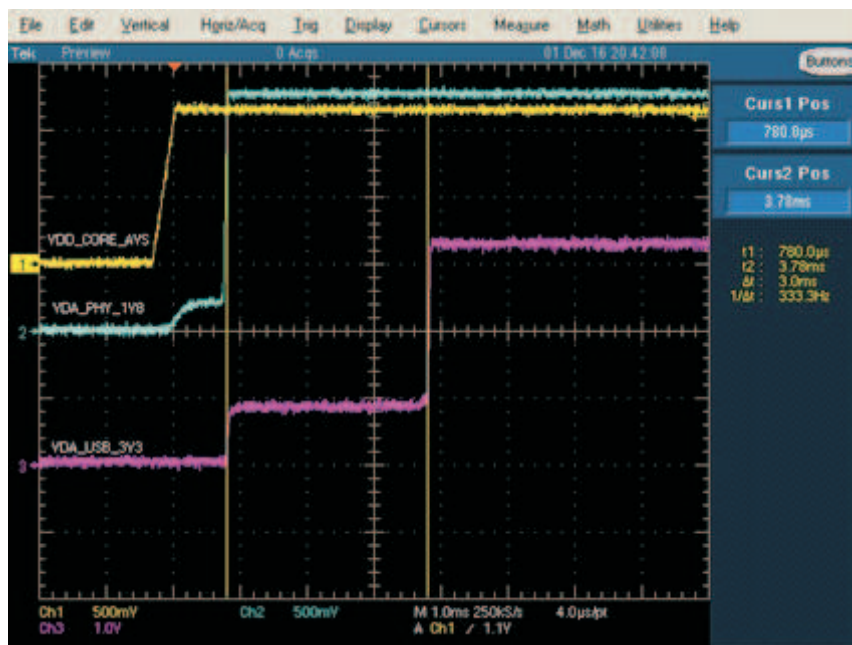 File Edit Vertical Horiz/Acq Trig Display Cursors Measure Math Utilities Help
Tek Preview 0 Acqs 01 Dec 16 20:42:08
Buttons
Curs1 Pos
780.0µs
Curs2 Pos
3.78ms
t1 : 780.0µs
t2 : 3.78ms
Δt : 3.0ms
1/Δt : 333.3Hz
VDD_CORE_AVS
1
VDA_PHY_1V8
2
VDA_USB_3V3
3
Ch1 500mV Ch2 500mV M 1.0ms 250kS/s 4.0µs/pt
Ch3 1.0V A Ch1 / 1.1V